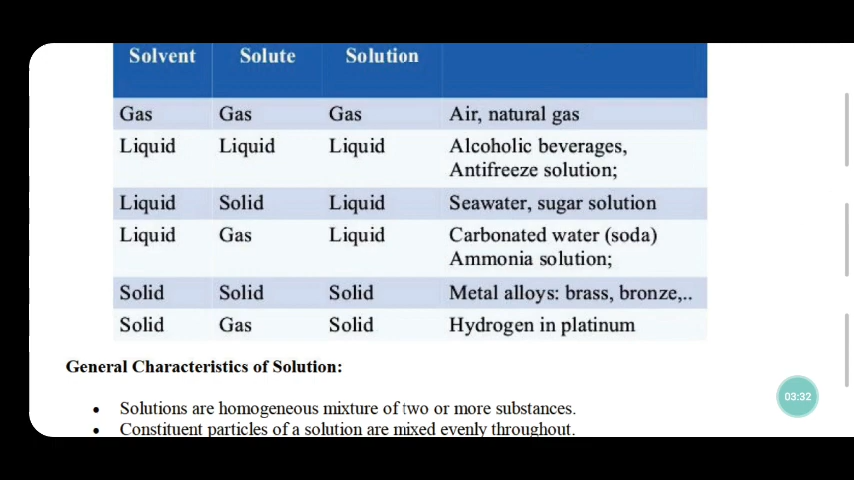 Solvent Solute Solution
Gas Gas Gas Air, natural gas
Liquid Liquid Liquid Alcoholic beverages,
Antifreeze solution;
Liquid Solid Liquid Seawater, sugar solution
Liquid Gas Liquid Carbonated water (soda)
Ammonia solution;
Solid Solid Solid Metal alloys: brass, bronze,..
Solid Gas Solid Hydrogen in platinum
General Characteristics of Solution:
• Solutions are homogeneous mixture of two or more substances.
03:32
• Constituent particles of a solution are mixed evenly throughout.